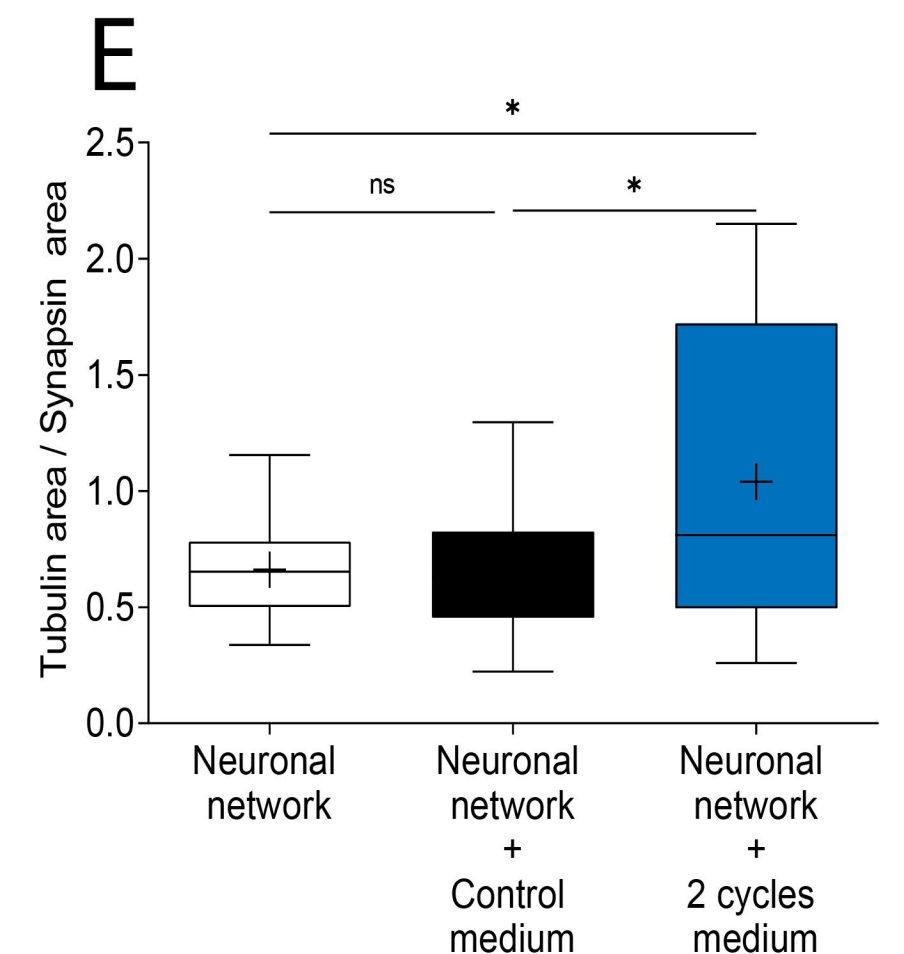 E
*
2.5
ns
*
2.0
1.5
1.0
0.5
0.0
Tubulin area / Synapsin area
Neuronal
network
Neuronal
network
+
Control
medium
Neuronal
network
+
2 cycles
medium